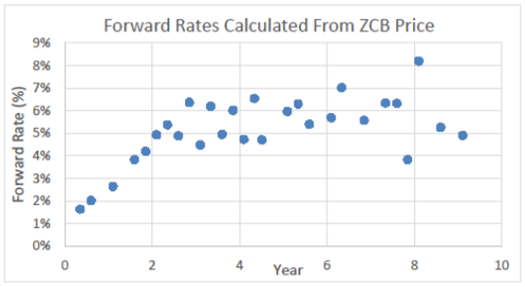 Forward Rates Calculated From ZCB Price
9%
8%
7%
6%
5%
4%
3%
2%
1%
0%
Forward Rate (%)
0 2 4 6 8 10
Year